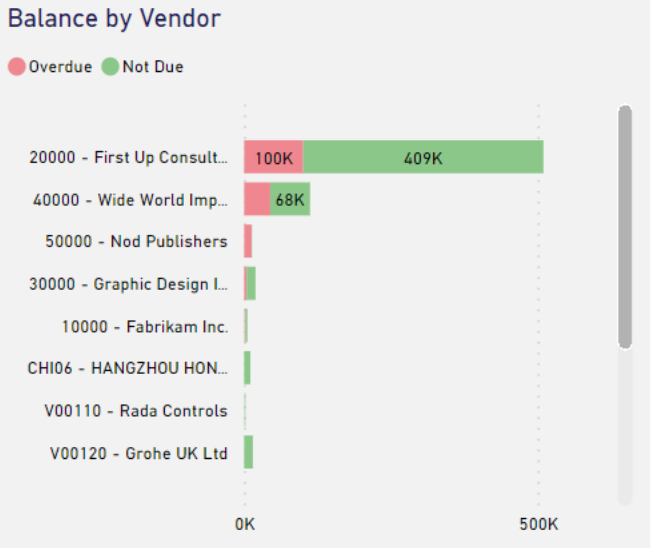 Balance by Vendor
Overdue Not Due
20000 - First Up Consult... 100K 409K
40000 - Wide World Imp... 68K
50000 - Nod Publishers
30000 - Graphic Design I...
10000 - Fabrikam Inc.
CHI06 - HANGZHOU HON...
V00110 - Rada Controls
V00120 - Grohe UK Ltd
0K 500K